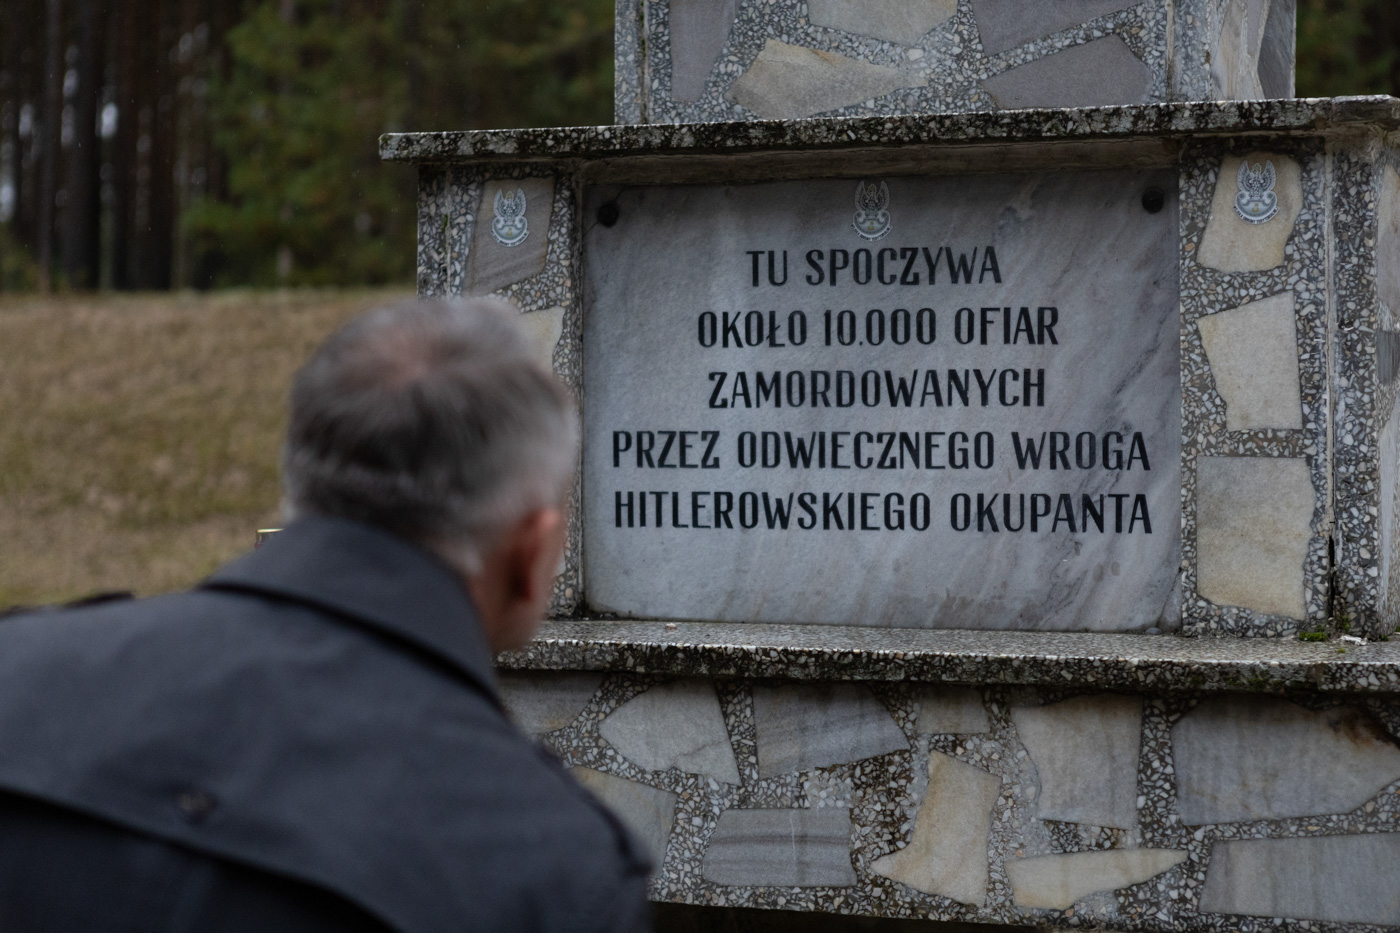 TU SPOCZYWA
OKOŁO 10.000 OFIAR
ZAMORDOWANYCH
PRZEZ ODWIECZNEGO WROGA
HITLEROWSKIEGO OKUPANTA